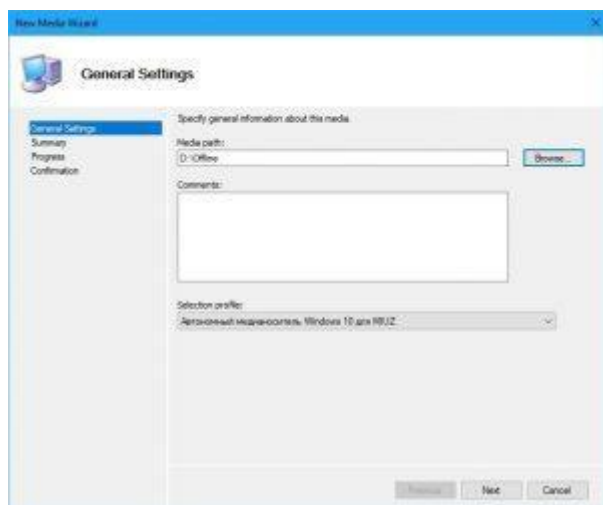 New Media Wizard
General Settings
General Settings
Summary
Progress
Confirmation
Specify general information about this media.
Media path:
D:\Offline
Browse...
Comments:
Selection profile:
Автономный медианоситель Windows 10 для MIUZ
Previous
Next
Cancel